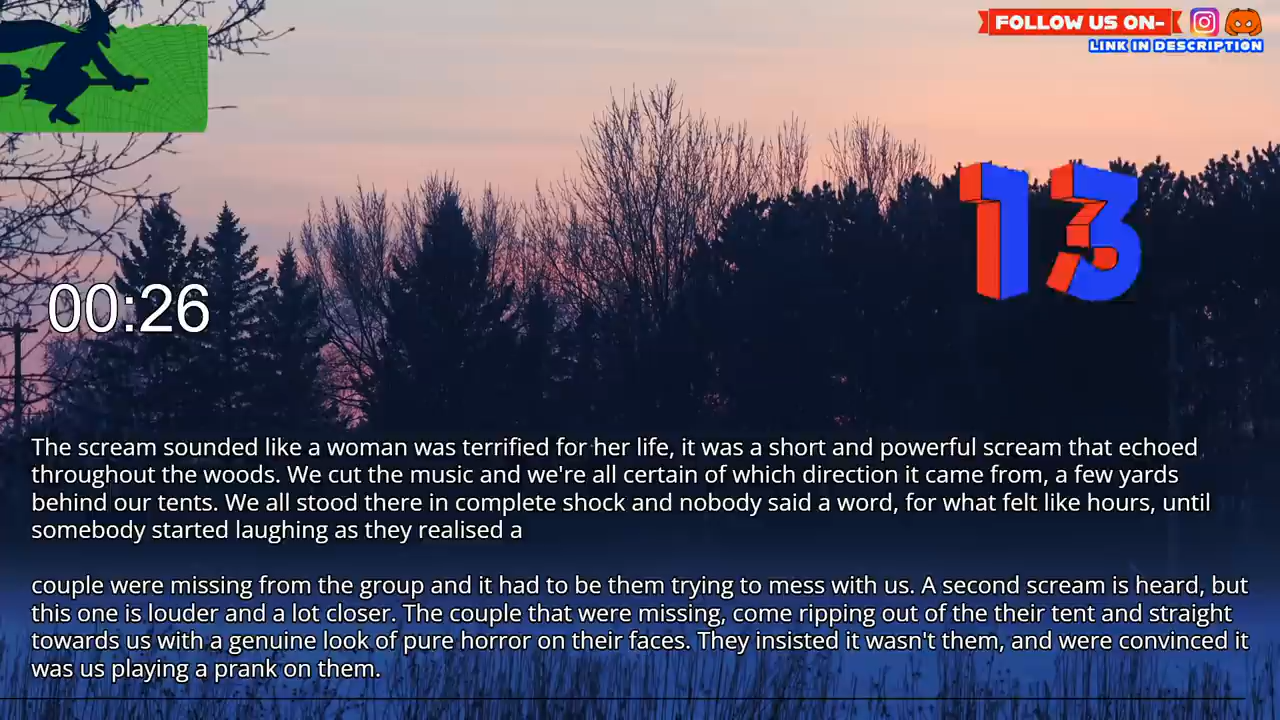 FOLLOW US ON-
LINK IN DESCRIPTION
13
00:26
The scream sounded like a woman was terrified for her life, it was a short and powerful scream that echoed
throughout the woods. We cut the music and we're all certain of which direction it came from, a few yards
behind our tents. We all stood there in complete shock and nobody said a word, for what felt like hours, until
somebody started laughing as they realised a
couple were missing from the group and it had to be them trying to mess with us. A second scream is heard, but
this one is louder and a lot closer. The couple that were missing, come ripping out of the their tent and straight
towards us with a genuine look of pure horror on their faces. They insisted it wasn't them, and were convinced it
was us playing a prank on them.